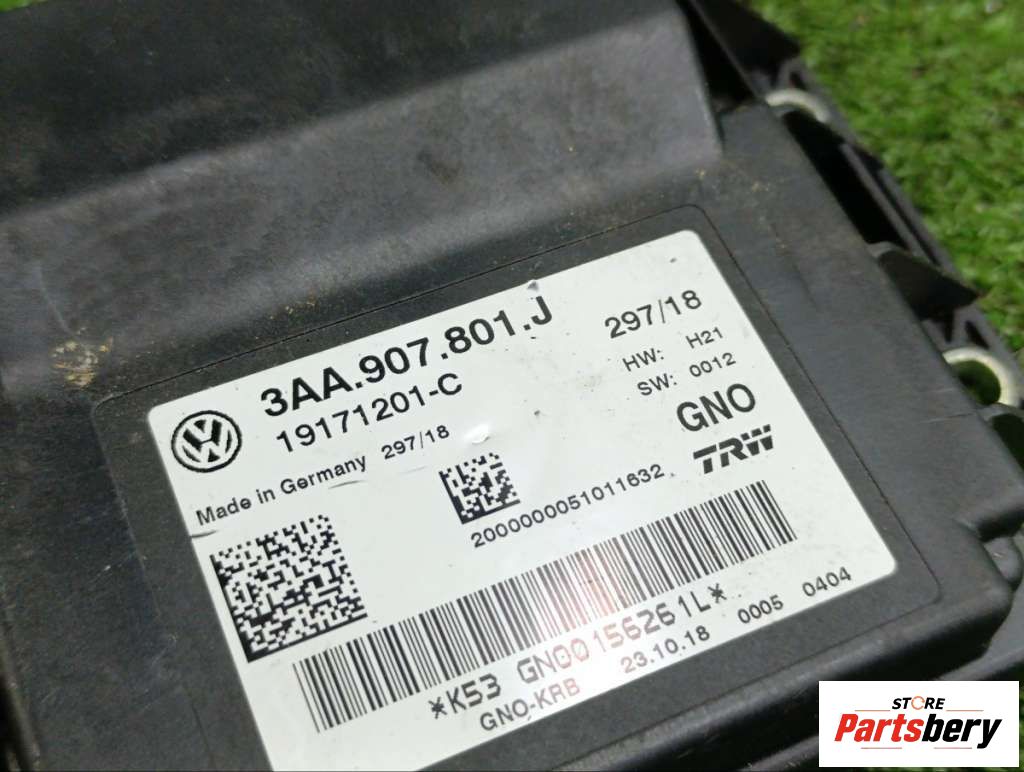 3AA.907.801.J
297/18
19171201-C
HW: H21
SW: 0012
Made in Germany 297/18
GNO
TRW
2000000051011632
*K53 GN00156261L*
GNO-KRB 23.10.18 0005 0404
STORE
Partsbery